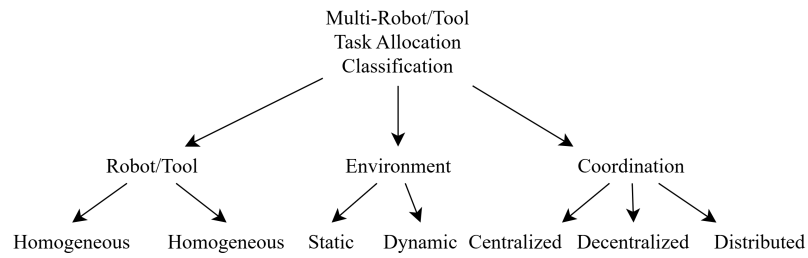 Multi-Robot/Tool
Task Allocation
Classification
Robot/Tool Environment Coordination
Homogeneous Homogeneous Static Dynamic Centralized Decentralized Distributed